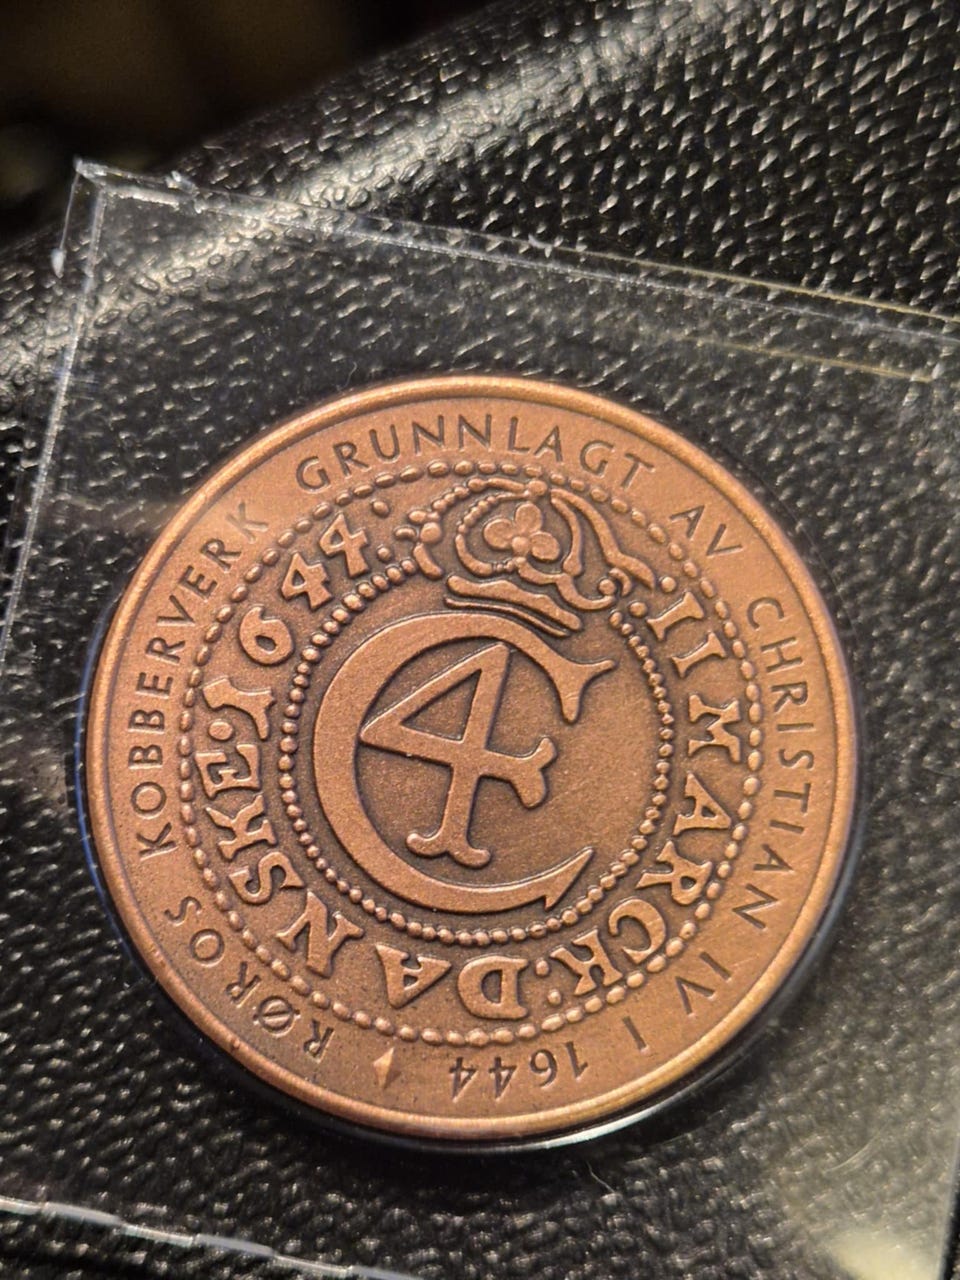 RØROS KOBBERVERK GRUNNLAGT AV CHRISTIAN IV I 1644
:II MARCK:DANSKE:1644:
C4